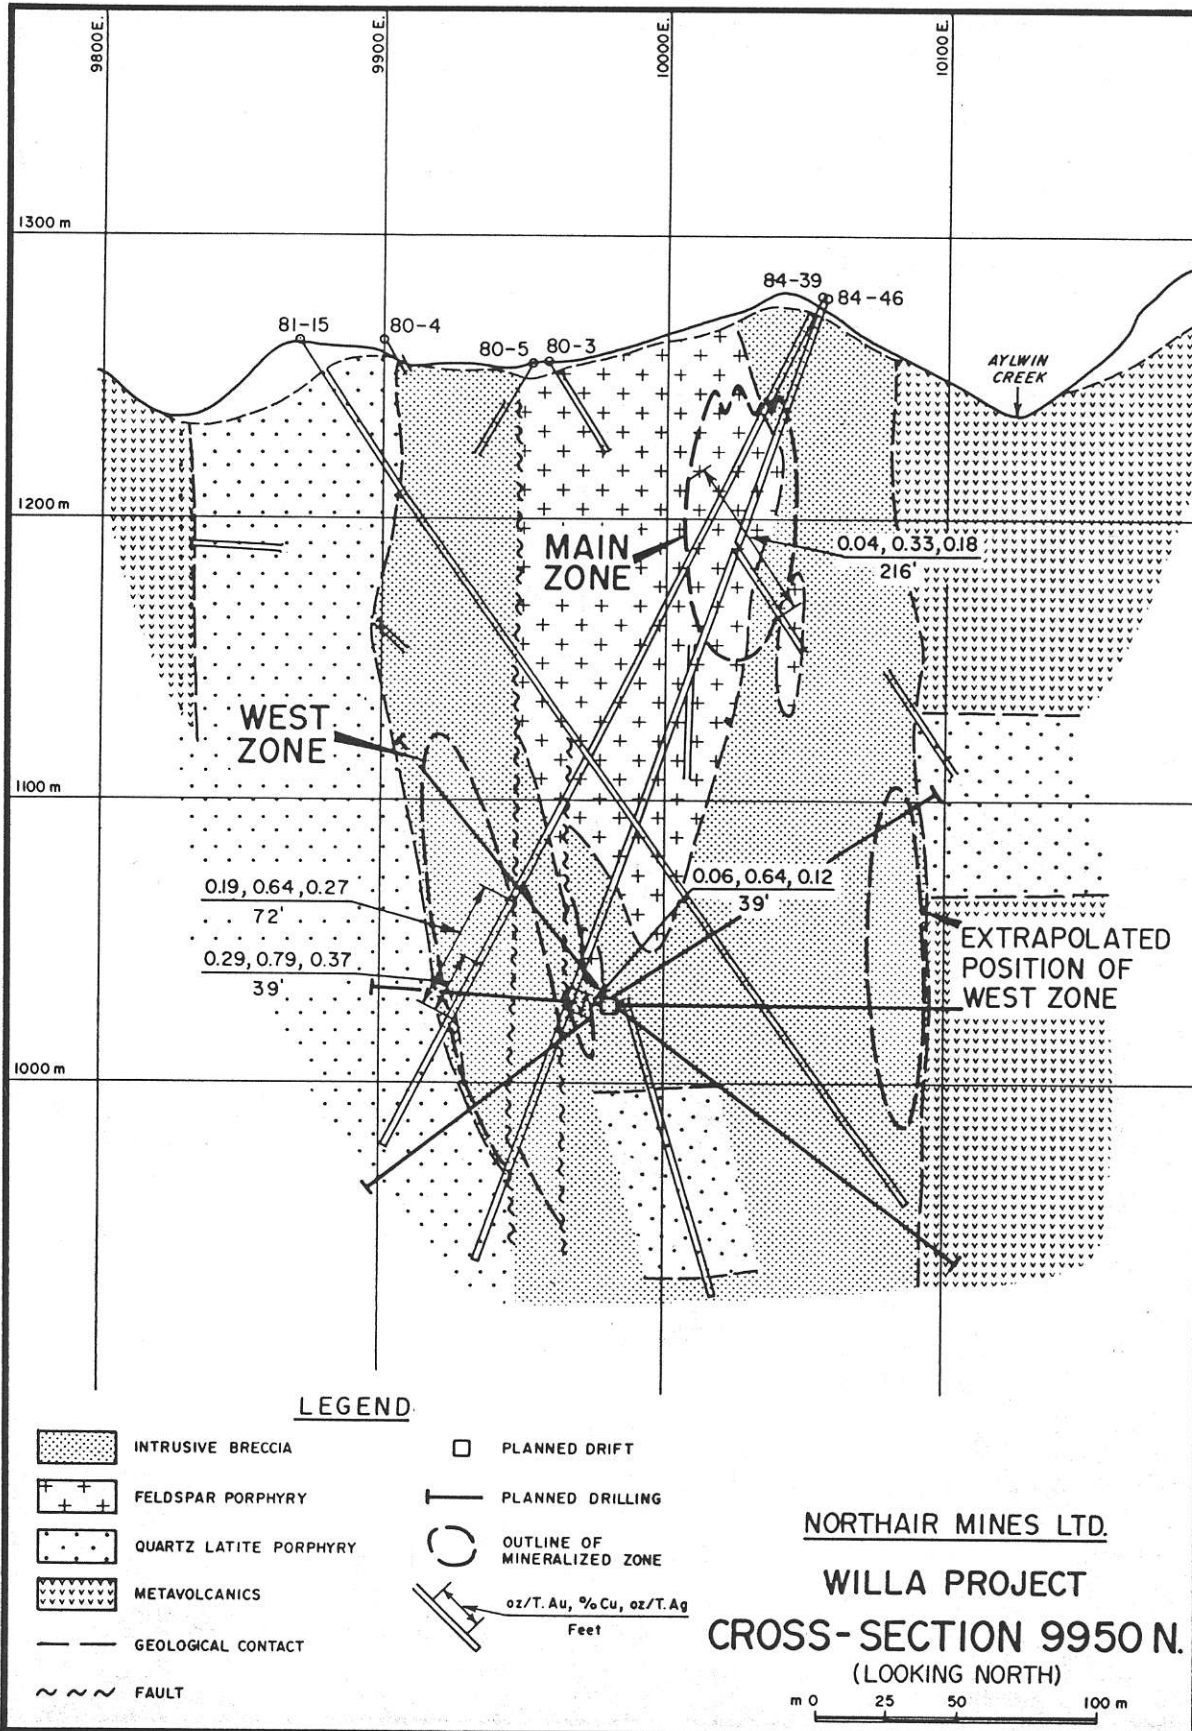 9800E.
9900E.
10000E.
10100E.
1300 m
84-39
84-46
81-15
80-4
80-5
80-3
AYLWIN
CREEK
1200 m
MAIN
ZONE
0.04, 0.33, 0.18
216'
WEST
ZONE
1100 m
0.19, 0.64, 0.27
72'
0.06, 0.64, 0.12
39'
0.29, 0.79, 0.37
39'
EXTRAPOLATED
POSITION OF
WEST ZONE
1000 m
LEGEND
INTRUSIVE BRECCIA
FELDSPAR PORPHYRY
QUARTZ LATITE PORPHYRY
METAVOLCANICS
GEOLOGICAL CONTACT
FAULT
PLANNED DRIFT
PLANNED DRILLING
OUTLINE OF
MINERALIZED ZONE
oz/T. Au, % Cu, oz/T. Ag
Feet
NORTHAIR MINES LTD.
WILLA PROJECT
CROSS-SECTION 9950 N.
(LOOKING NORTH)
m 0 25 50 100 m